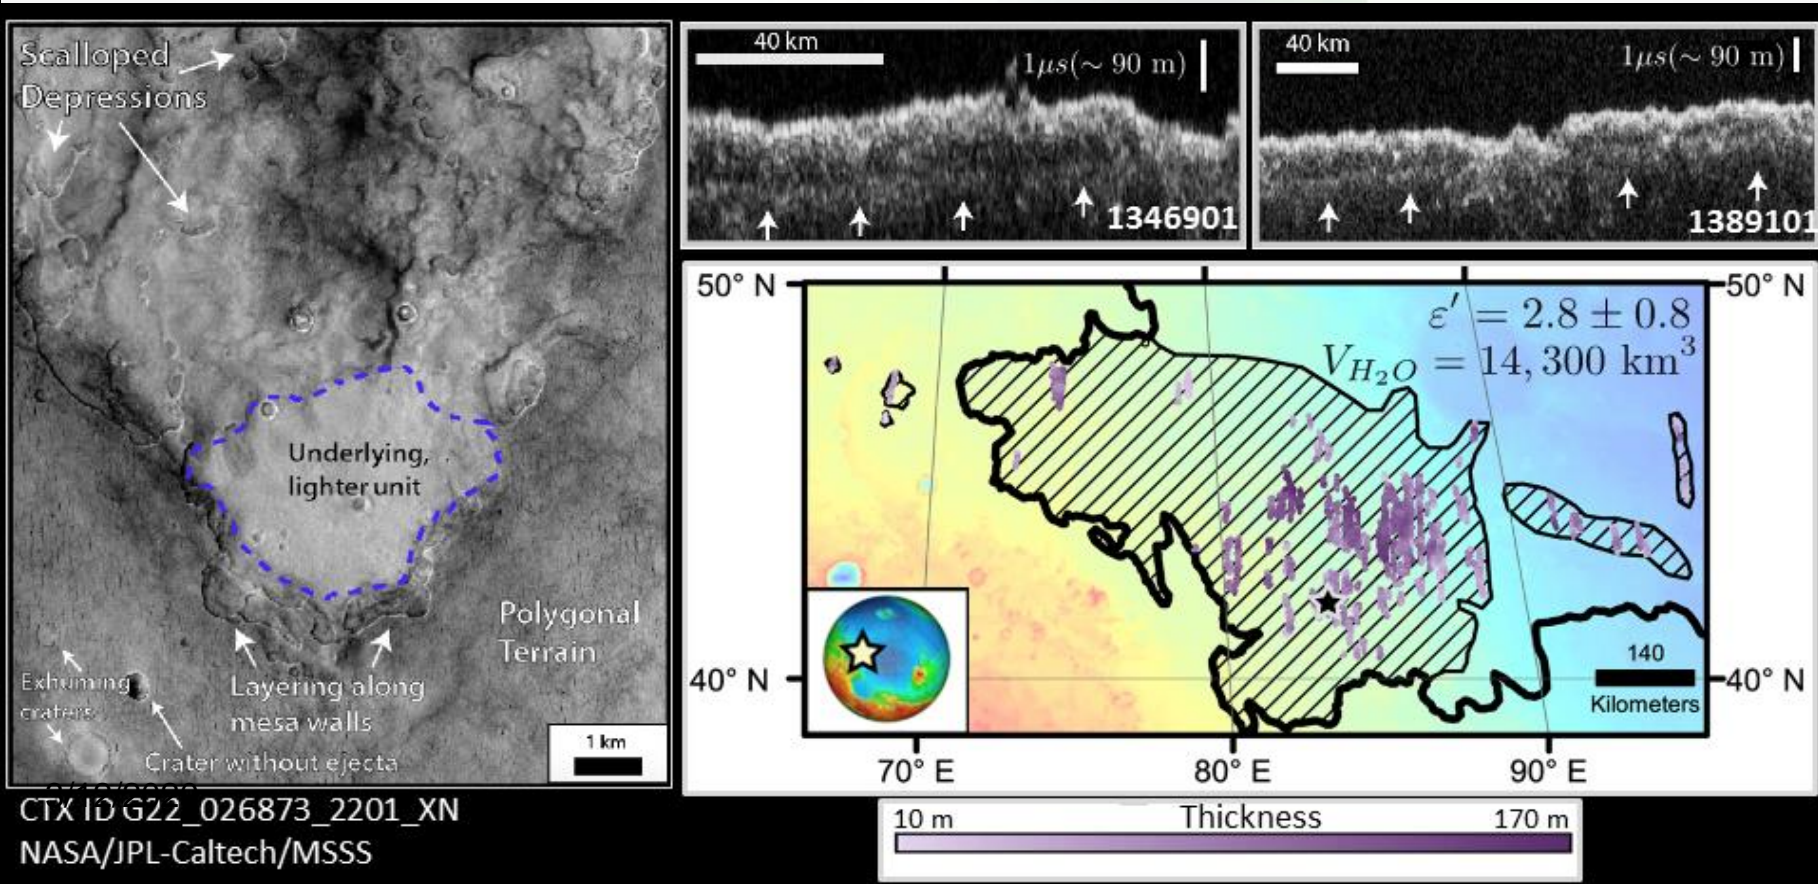 Scalloped
Depressions
Underlying,
lighter unit
Polygonal
Terrain
Exhuming
craters
Layering along
mesa walls
Crater without ejecta
1 km
CTX ID G22_026873_2201_XN
NASA/JPL-Caltech/MSSS
40 km
1μs(∼ 90 m)
1346901
40 km
1μs(∼ 90 m)
1389101
50° N
50° N
ε′ = 2.8 ± 0.8
V_H₂O = 14,300 km³
140
Kilometers
40° N
40° N
70° E
80° E
90° E
Thickness
10 m
170 m